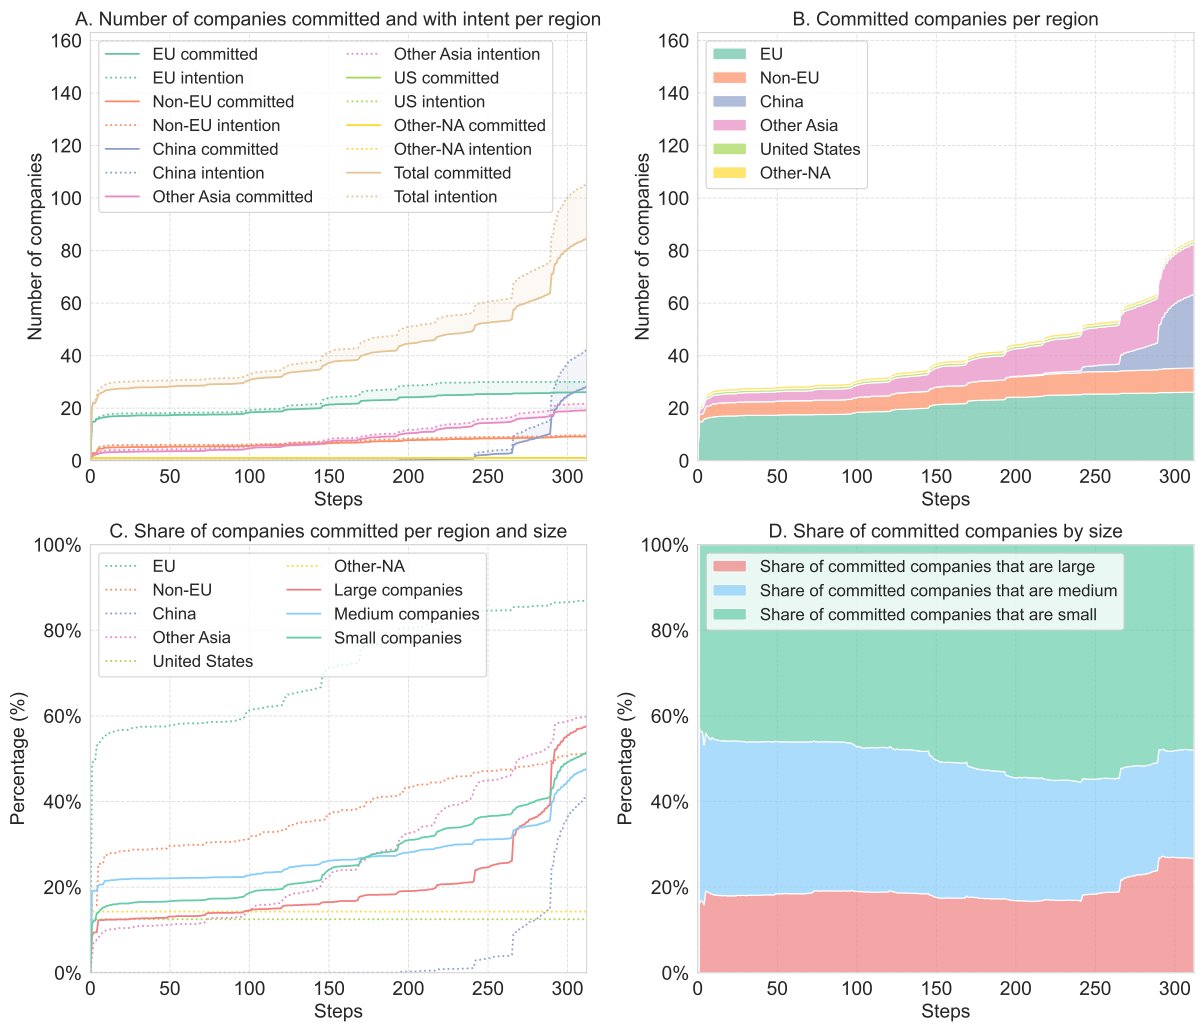 A. Number of companies committed and with intent per region
160
140
120
100
80
60
40
20
0
Number of companies
EU committed
EU intention
Non-EU committed
Non-EU intention
China committed
China intention
Other Asia committed
Other Asia intention
US committed
US intention
Other-NA committed
Other-NA intention
Total committed
Total intention
0 50 100 150 200 250 300
Steps
B. Committed companies per region
160
140
120
100
80
60
40
20
0
Number of companies
EU
Non-EU
China
Other Asia
United States
Other-NA
0 50 100 150 200 250 300
Steps
C. Share of companies committed per region and size
100%
80%
60%
40%
20%
0%
Percentage (%)
EU
Non-EU
China
Other Asia
United States
Other-NA
Large companies
Medium companies
Small companies
0 50 100 150 200 250 300
Steps
D. Share of committed companies by size
100%
80%
60%
40%
20%
0%
Percentage (%)
Share of committed companies that are large
Share of committed companies that are medium
Share of committed companies that are small
0 50 100 150 200 250 300
Steps